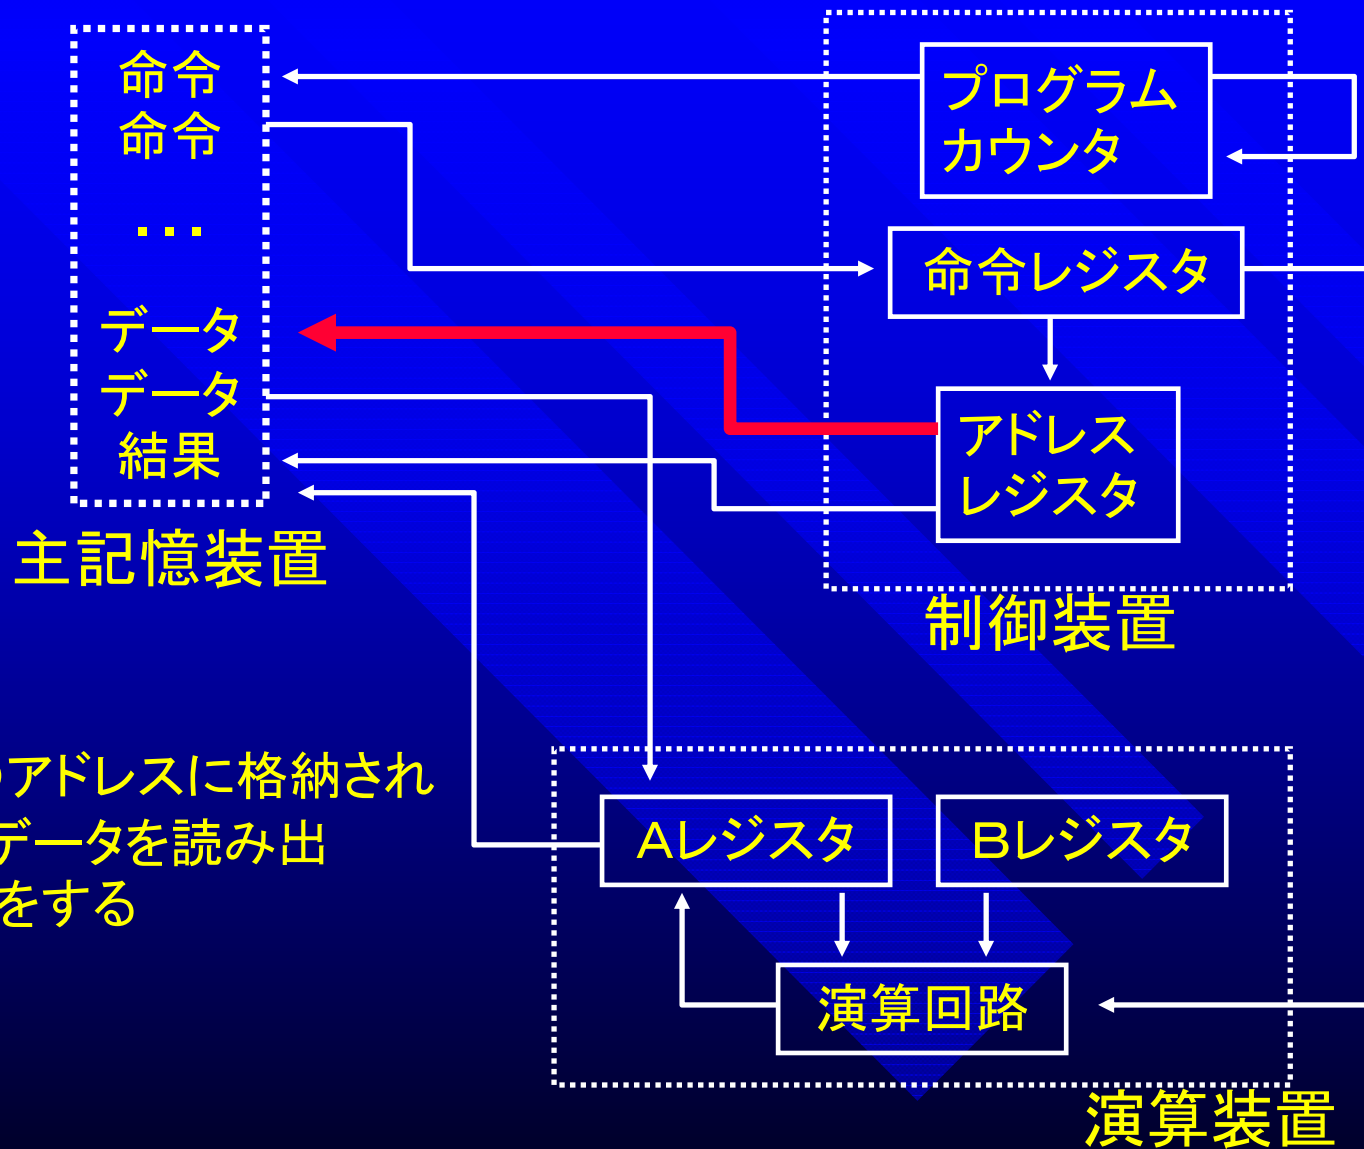 命令
命令
・・・
データ
データ
結果
主記憶装置
プログラム
カウンタ
命令レジスタ
アドレス
レジスタ
制御装置
のアドレスに格納され
データを読み出
をする
Aレジスタ
Bレジスタ
演算回路
演算装置